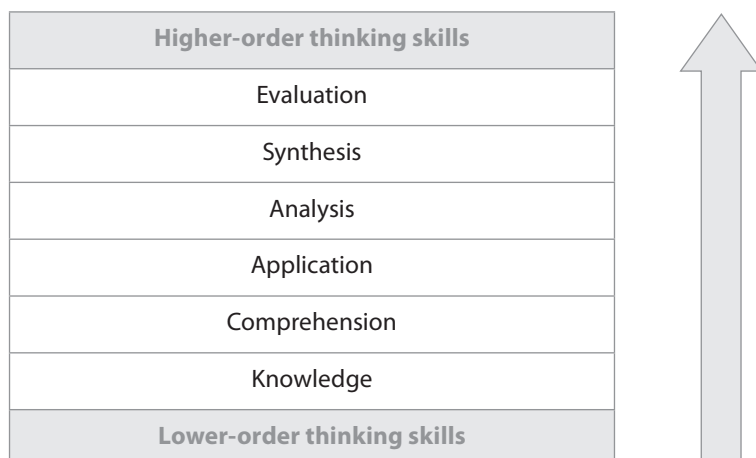 Higher-order thinking skills
Evaluation
Synthesis
Analysis
Application
Comprehension
Knowledge
Lower-order thinking skills